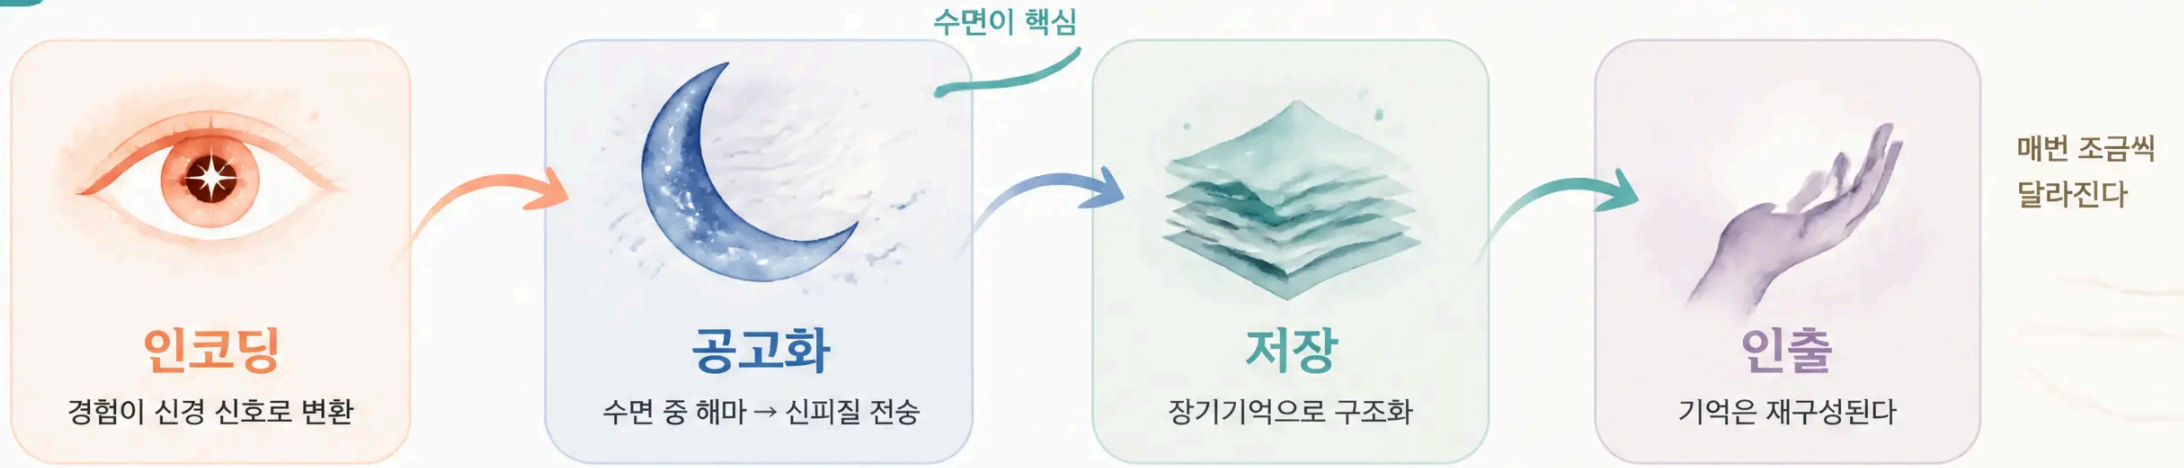 수면이 핵심
인코딩
경험이 신경 신호로 변환
공고화
수면 중 해마 → 신피질 전송
저장
장기기억으로 구조화
인출
기억은 재구성된다
매번 조금씩
달라진다